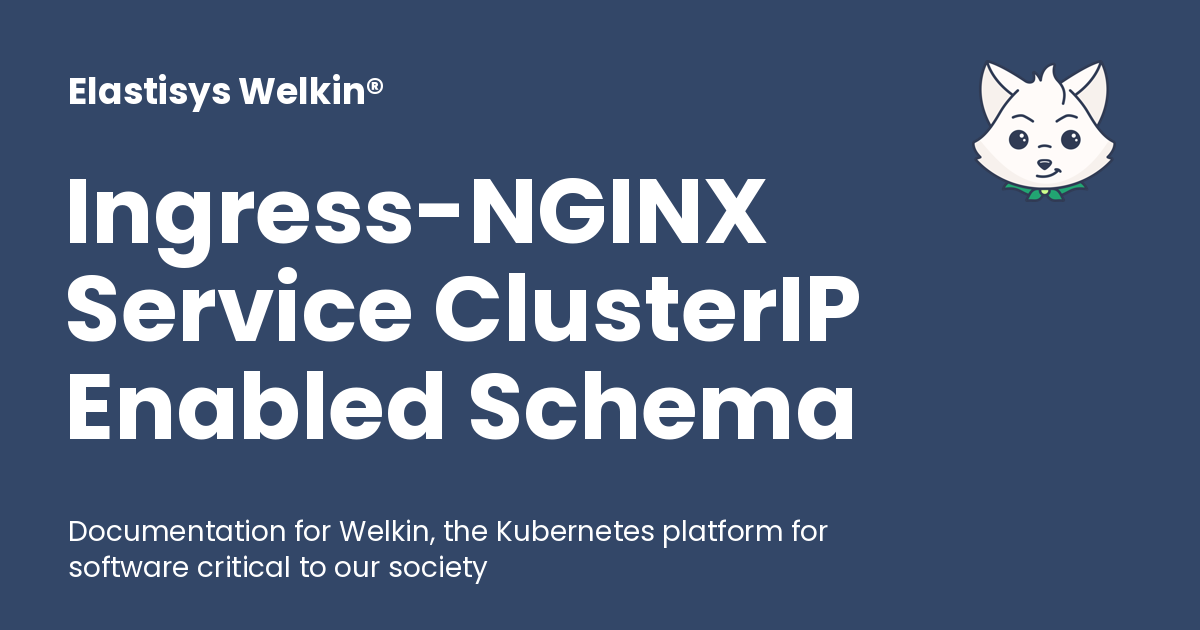 Elastisys Welkin®
Ingress-NGINX
Service ClusterIP
Enabled Schema
Documentation for Welkin, the Kubernetes platform for
software critical to our society